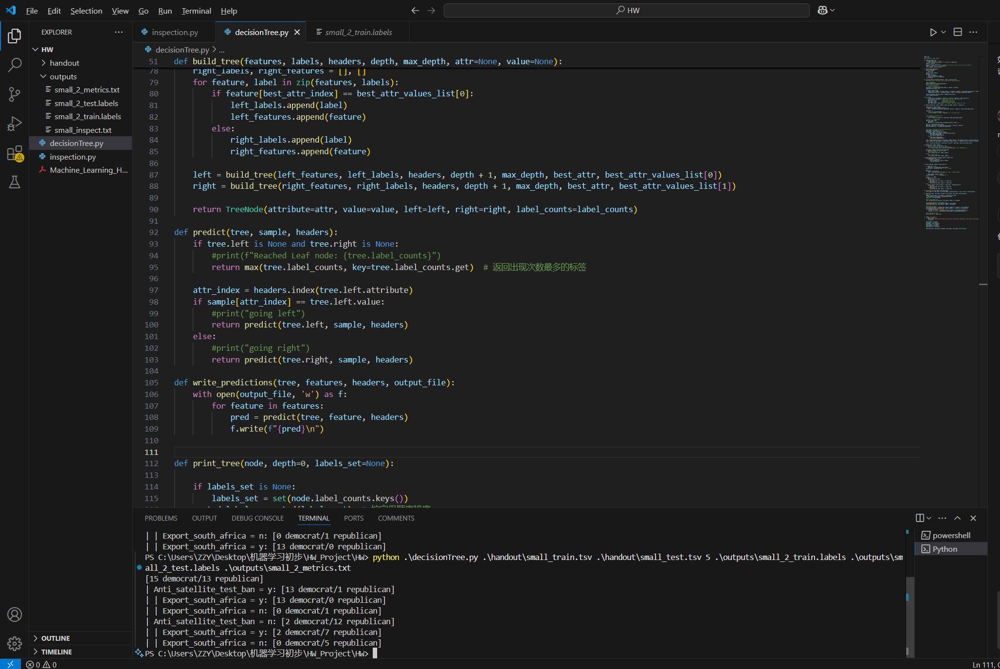 File Edit Selection View Go Run Terminal Help
HW
EXPLORER
HW
handout
outputs
small_2_metrics.txt
small_2_test.labels
small_2_train.labels
small_inspect.txt
decisionTree.py
inspection.py
Machine_Learning_H...
OUTLINE
TIMELINE
inspection.py
decisionTree.py
small_2_train.labels
decisionTree.py > ...
51 def build_tree(features, labels, headers, depth, max_depth, attr=None, value=None):
78 right_labels, right_features = [], []
79 for feature, label in zip(features, labels):
80 if feature[best_attr_index] == best_attr_values_list[0]:
81 left_labels.append(label)
82 left_features.append(feature)
83 else:
84 right_labels.append(label)
85 right_features.append(feature)
86
87 left = build_tree(left_features, left_labels, headers, depth + 1, max_depth, best_attr, best_attr_values_list[0])
88 right = build_tree(right_features, right_labels, headers, depth + 1, max_depth, best_attr, best_attr_values_list[1])
89
90 return TreeNode(attribute=attr, value=value, left=left, right=right, label_counts=label_counts)
91
92 def predict(tree, sample, headers):
93 if tree.left is None and tree.right is None:
94 #print(f"Reached Leaf node: {tree.label_counts}")
95 return max(tree.label_counts, key=tree.label_counts.get)  # 返回出现次数最多的标签
96
97 attr_index = headers.index(tree.left.attribute)
98 if sample[attr_index] == tree.left.value:
99 #print("going left")
100 return predict(tree.left, sample, headers)
101 else:
102 #print("going right")
103 return predict(tree.right, sample, headers)
104
105 def write_predictions(tree, features, headers, output_file):
106 with open(output_file, 'w') as f:
107 for feature in features:
108 pred = predict(tree, feature, headers)
109 f.write(f"{pred}\n")
110
111
112 def print_tree(node, depth=0, labels_set=None):
113
114 if labels_set is None:
115 labels_set = set(node.label_counts.keys())
PROBLEMS OUTPUT DEBUG CONSOLE TERMINAL PORTS COMMENTS
| | Export_south_africa = n: [0 democrat/1 republican]
| | Export_south_africa = y: [13 democrat/0 republican]
PS C:\Users\ZZY\Desktop\机器学习初步\HW_Project\HW> python .\decisionTree.py .\handout\small_train.tsv .\handout\small_test.tsv 5 .\outputs\small_2_train.labels .\outputs\sm
all_2_test.labels .\outputs\small_2_metrics.txt
[15 democrat/13 republican]
| Anti_satellite_test_ban = y: [13 democrat/1 republican]
| | Export_south_africa = y: [13 democrat/0 republican]
| | Export_south_africa = n: [0 democrat/1 republican]
| Anti_satellite_test_ban = n: [2 democrat/12 republican]
| | Export_south_africa = y: [2 democrat/7 republican]
| | Export_south_africa = n: [0 democrat/5 republican]
PS C:\Users\ZZY\Desktop\机器学习初步\HW_Project\HW>
powershell
Python
0 0
Ln 111,